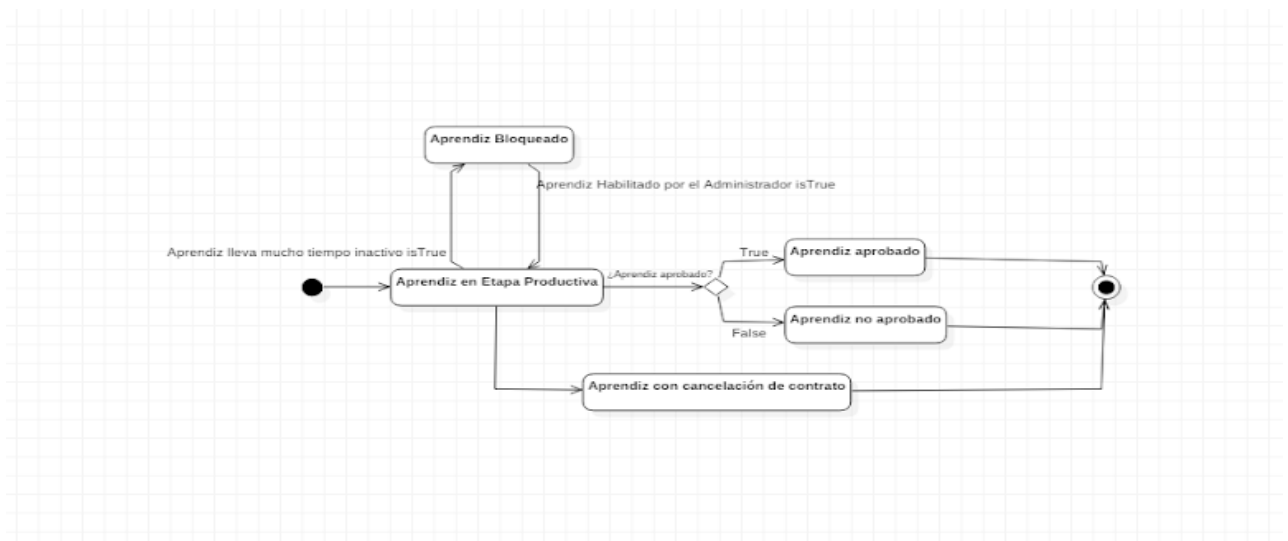 Aprendiz Bloqueado
Aprendiz Habilitado por el Administrador isTrue
Aprendiz lleva mucho tiempo inactivo isTrue
Aprendiz en Etapa Productiva
¿Aprendiz aprobado?
True
Aprendiz aprobado
False
Aprendiz no aprobado
Aprendiz con cancelación de contrato